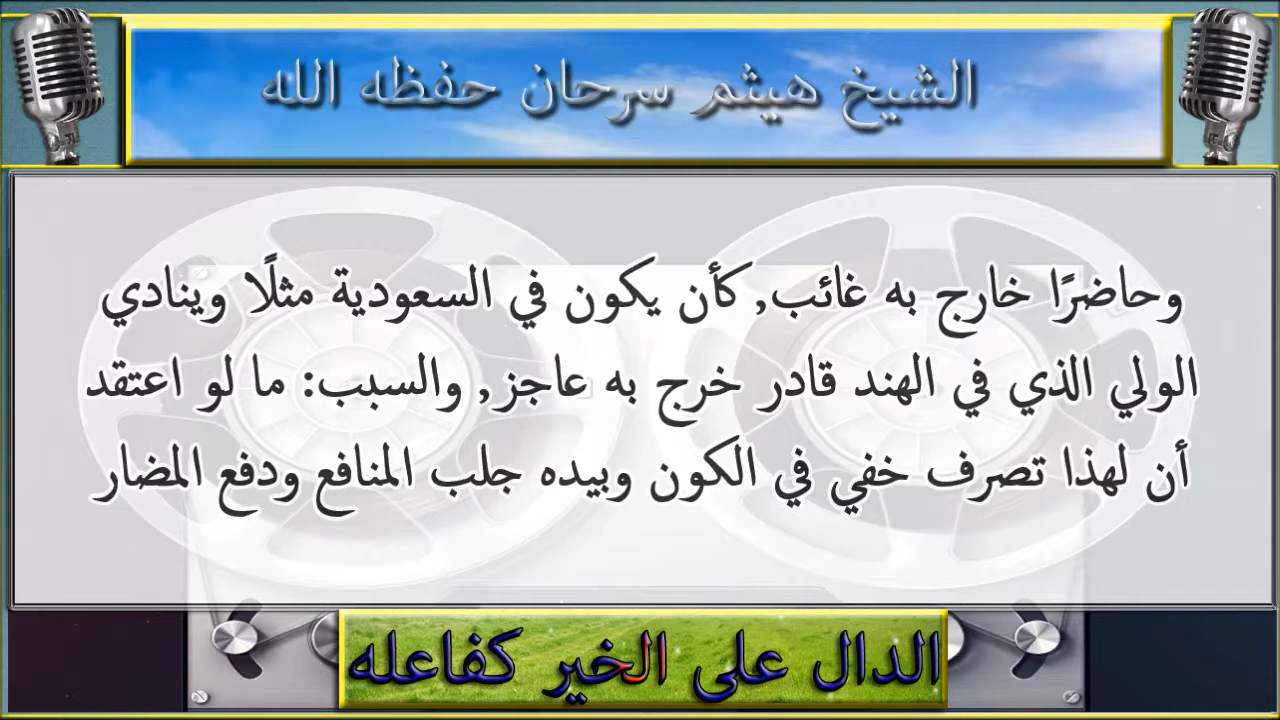 الشيخ هيثم سرحان حفظه الله
وحاضرًا خارج به غائب, كأن يكون في السعودية مثلًا وينادي
الولي الذي في الهند قادر خرج به عاجز, والسبب: ما لو اعتقد
أن لهذا تصرف خفي في الكون وبيده جلب المنافع ودفع المضار
الدال على الخير كفاعله